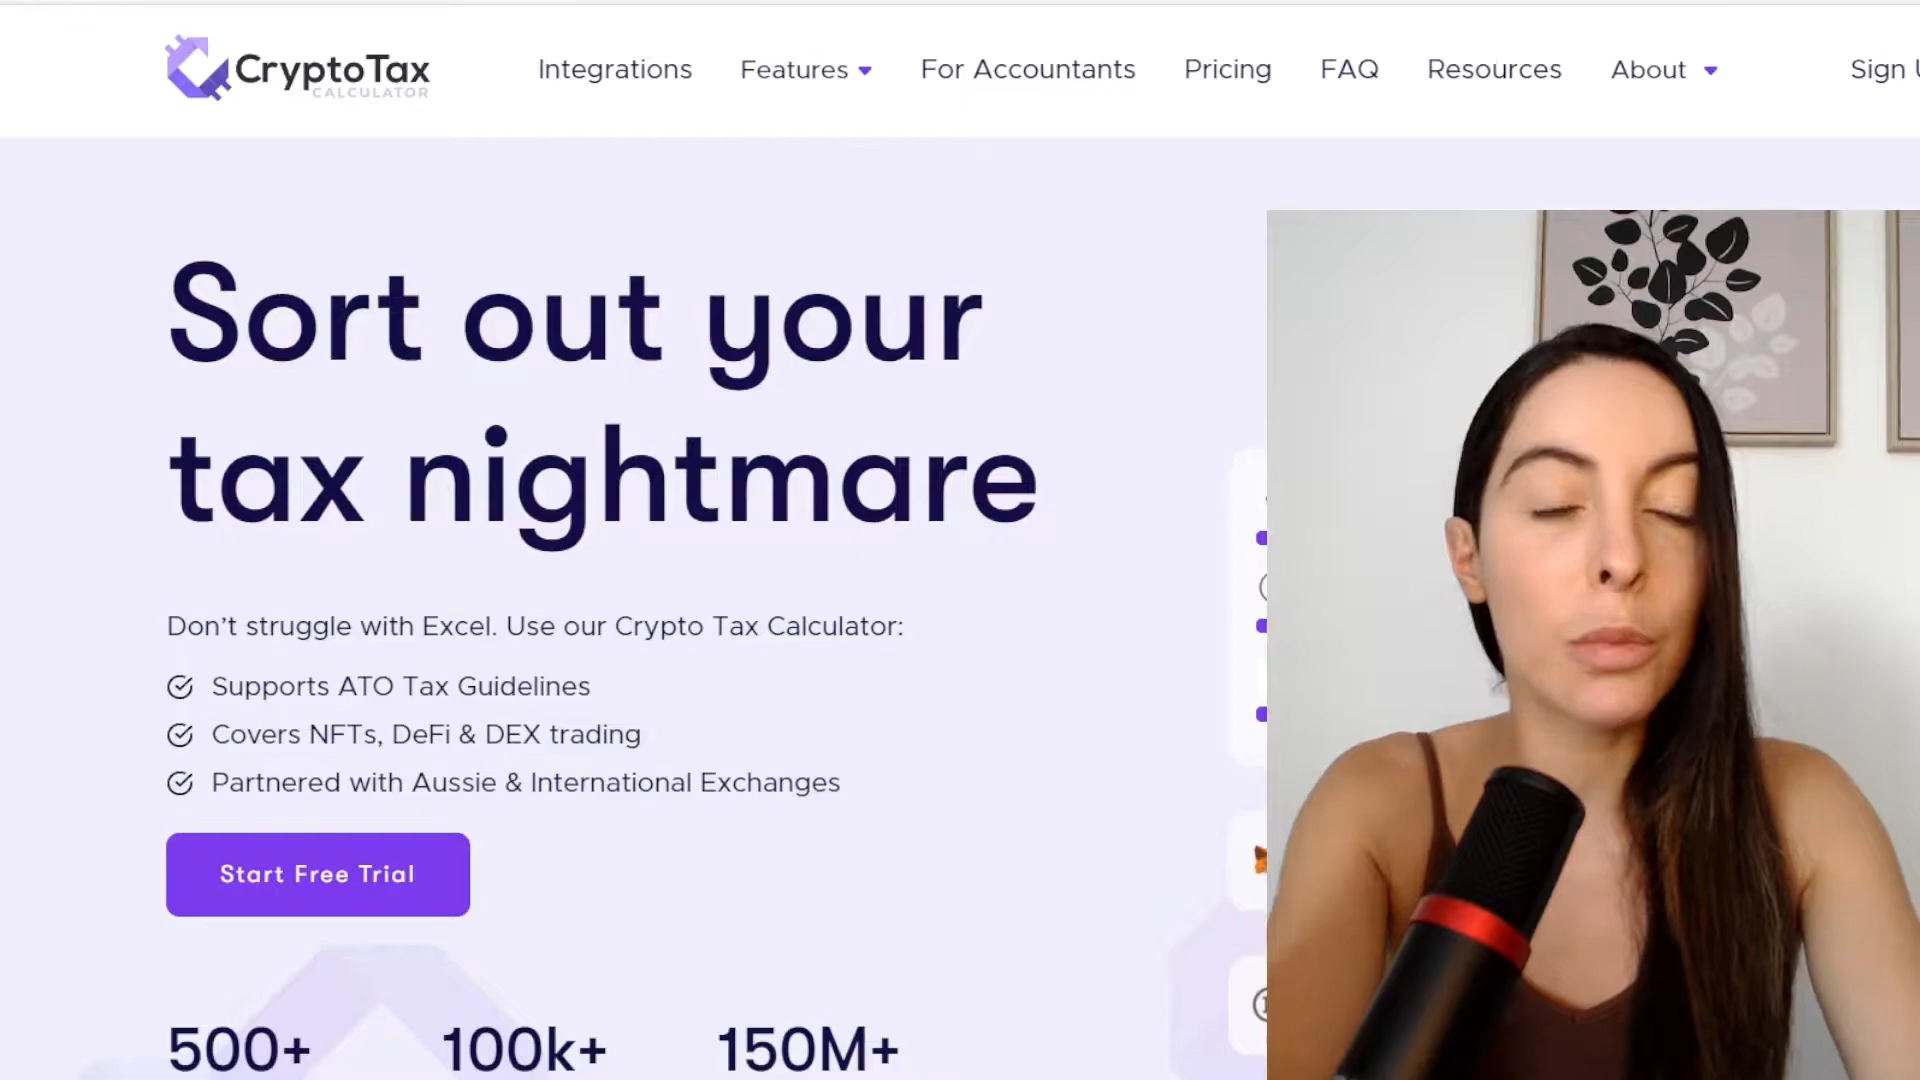 CryptoTax
CALCULATOR
Integrations
Features
For Accountants
Pricing
FAQ
Resources
About
Sign
Sort out your
tax nightmare
Don’t struggle with Excel. Use our Crypto Tax Calculator:
Supports ATO Tax Guidelines
Covers NFTs, DeFi & DEX trading
Partnered with Aussie & International Exchanges
Start Free Trial
500+
100k+
150M+